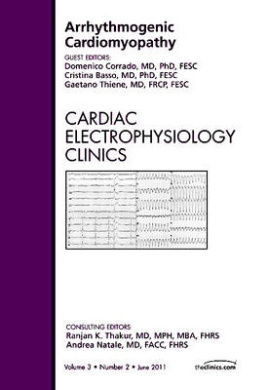 Arrhythmogenic
Cardiomyopathy
GUEST EDITORS:
Domenico Corrado, MD, PhD, FESC
Cristina Basso, MD, PhD, FESC
Gaetano Thiene, MD, FRCP, FESC
CARDIAC
ELECTROPHYSIOLOGY
CLINICS
CONSULTING EDITORS
Ranjan K. Thakur, MD, MPH, MBA, FHRS
Andrea Natale, MD, FACC, FHRS
Volume 3 • Number 2 • June 2011
theclinics.com